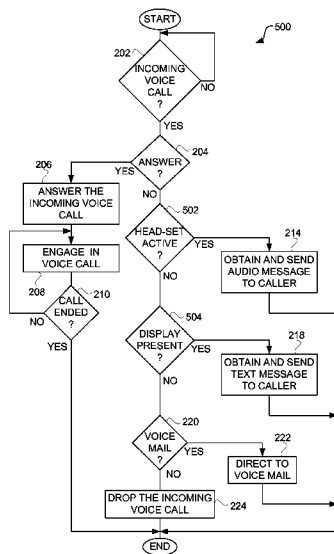 START
500
202
INCOMING
VOICE
CALL
?
NO
YES
204
YES
ANSWER
?
NO
206
ANSWER THE
INCOMING VOICE
CALL
502
HEAD-SET
ACTIVE
?
YES
NO
214
OBTAIN AND SEND
AUDIO MESSAGE
TO CALLER
ENGAGE IN
VOICE CALL
208
210
CALL
ENDED
?
NO
YES
504
DISPLAY
PRESENT
?
YES
NO
218
OBTAIN AND SEND
TEXT MESSAGE
TO CALLER
220
VOICE
MAIL
?
YES
NO
222
DIRECT TO
VOICE MAIL
DROP THE INCOMING
VOICE CALL
224
END